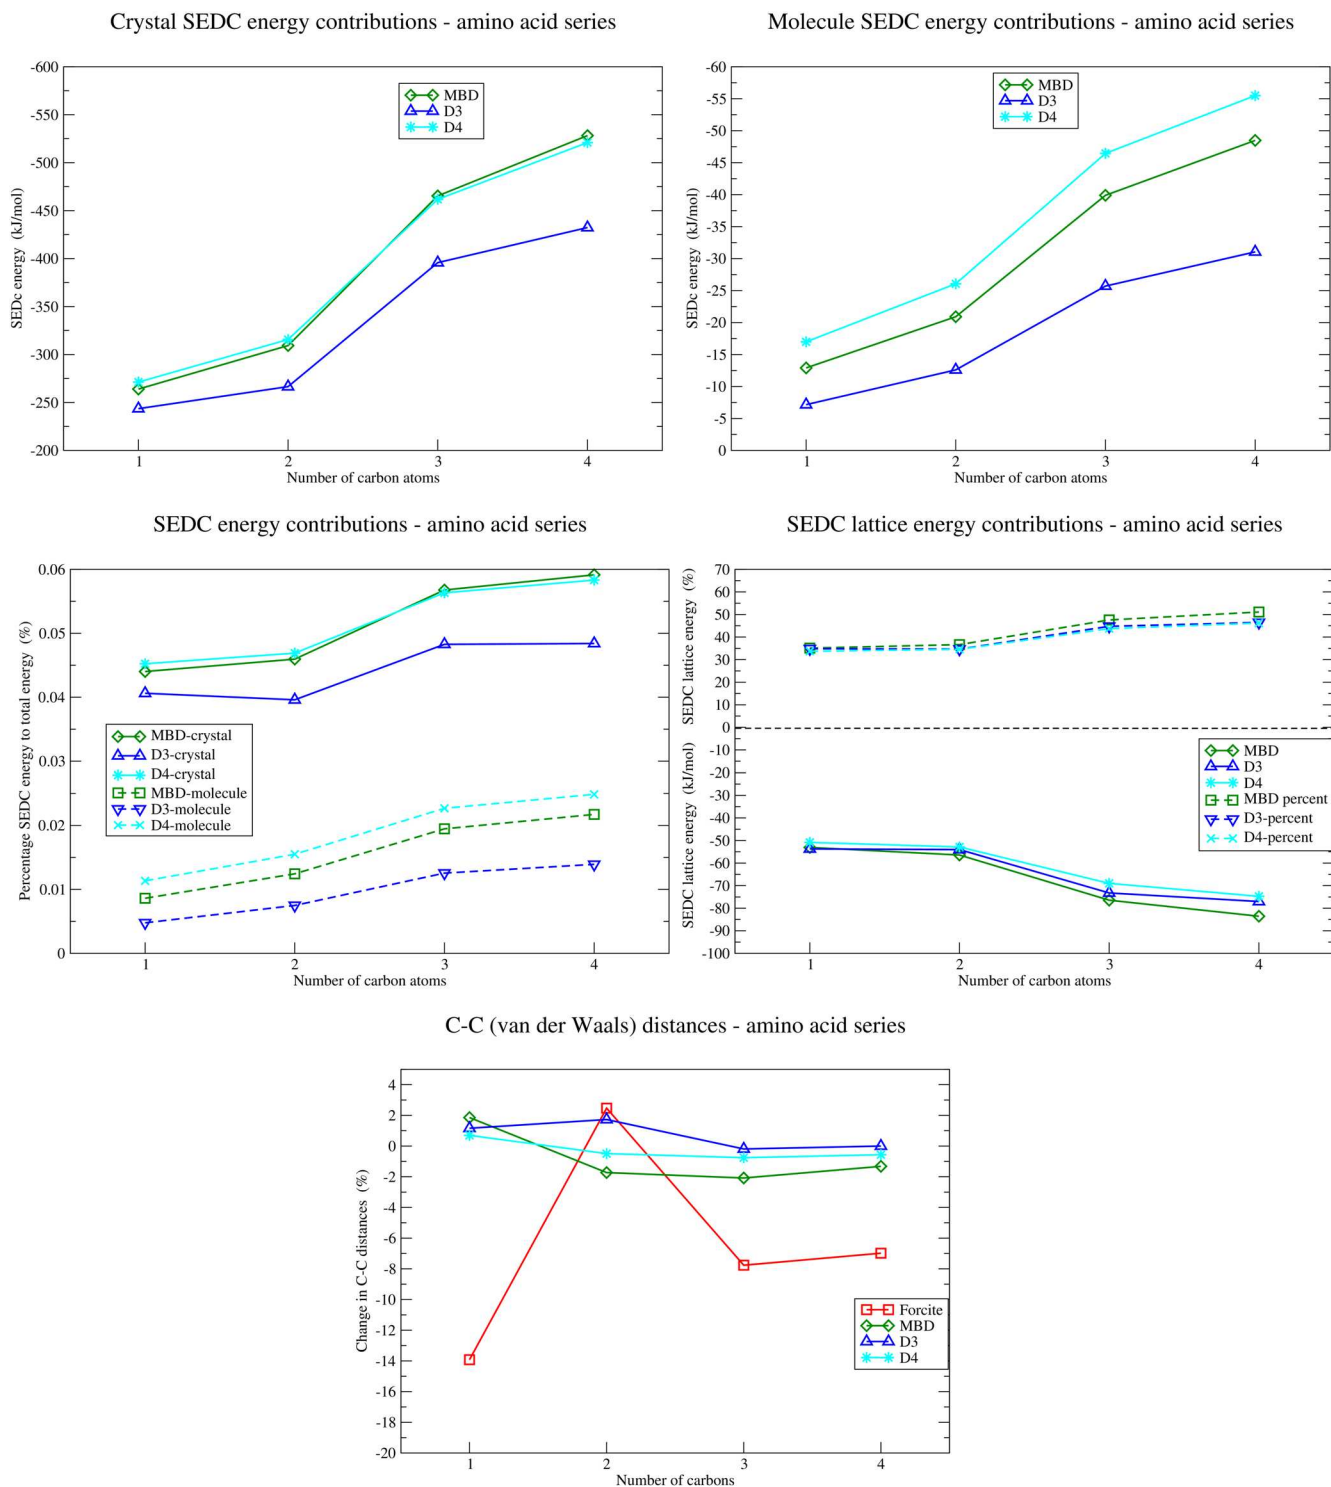 Crystal SEDC energy contributions - amino acid series
-600
-550
-500
-450
-400
-350
-300
-250
-200
SEDc energy (kJ/mol)
MBD
D3
D4
1 2 3 4
Number of carbon atoms
Molecule SEDC energy contributions - amino acid series
-60
-55
-50
-45
-40
-35
-30
-25
-20
-15
-10
-5
0
SEDc energy (kJ/mol)
MBD
D3
D4
1 2 3 4
Number of carbon atoms
SEDC energy contributions - amino acid series
0.06
0.05
0.04
0.03
0.02
0.01
0
Percentage SEDC energy to total energy (%)
MBD-crystal
D3-crystal
D4-crystal
MBD-molecule
D3-molecule
D4-molecule
1 2 3 4
Number of carbon atoms
SEDC lattice energy contributions - amino acid series
70
60
50
40
30
20
10
0
-10
-20
-30
-40
-50
-60
-70
-80
-90
-100
SEDC lattice energy (%)
SEDC lattice energy (kJ/mol)
MBD
D3
D4
MBD percent
D3-percent
D4-percent
1 2 3 4
Number of carbon atoms
C-C (van der Waals) distances - amino acid series
4
2
0
-2
-4
-6
-8
-10
-12
-14
-16
-18
-20
Change in C-C distances (%)
Forcite
MBD
D3
D4
1 2 3 4
Number of carbons